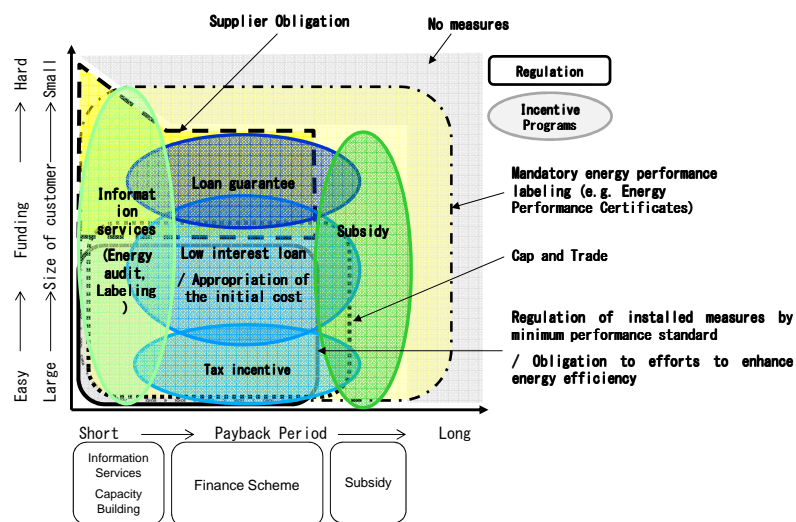 Supplier Obligation
No measures
Regulation
Incentive
Programs
Mandatory energy performance
labeling (e.g. Energy
Performance Certificates)
Cap and Trade
Regulation of installed measures by
minimum performance standard
/ Obligation to efforts to enhance
energy efficiency
Hard
Funding
Easy
Small
Size of customer
Large
Informat
ion
services
(Energy
audit,
Labeling
)
Loan guarantee
Subsidy
Low interest loan
/ Appropriation of
the initial cost
Tax incentive
Short
Payback Period
Long
Information
Services
Capacity
Building
Finance Scheme
Subsidy